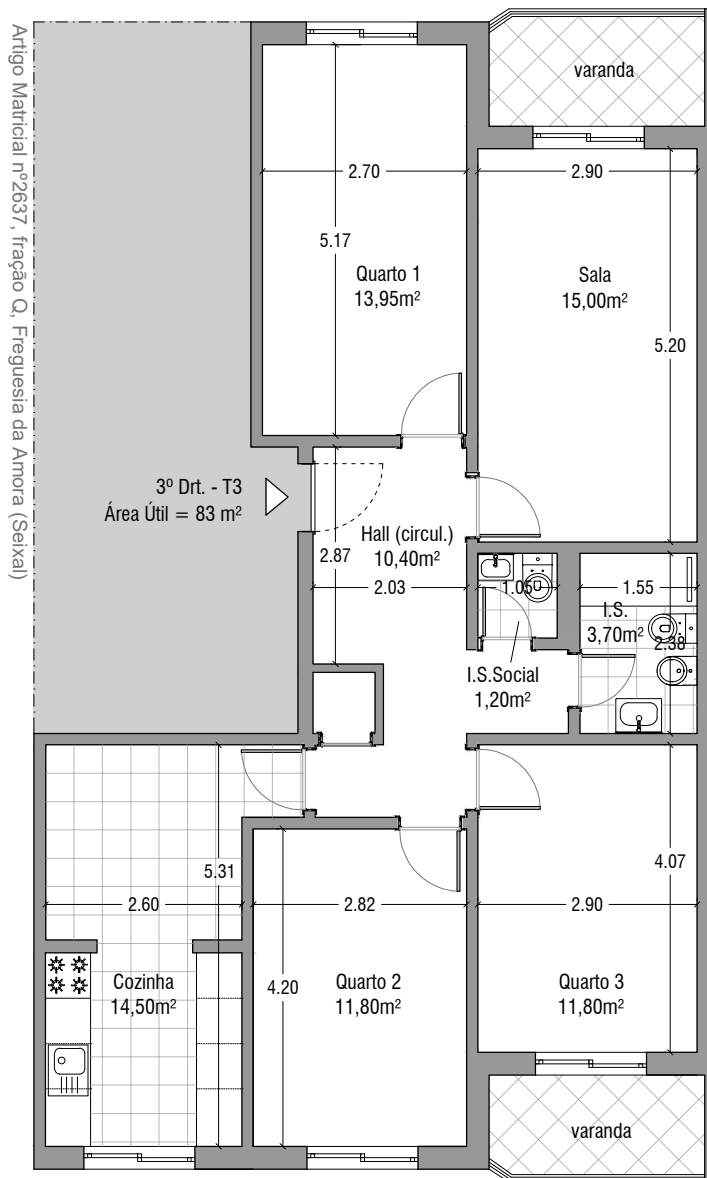 Artigo Matricial nº2637, fração Q, Freguesia da Amora (Seixal)
varanda
2.70
2.90
5.17
Quarto 1
13,95m²
Sala
15,00m²
5.20
3º Drt. - T3
Área Útil = 83 m²
Hall (circul.)
10,40m²
2.87
2.03
1.05
1.55
I.S.
3,70m²
2.38
I.S.Social
1,20m²
5.31
4.07
2.60
2.82
2.90
Cozinha
14,50m²
4.20
Quarto 2
11,80m²
Quarto 3
11,80m²
varanda